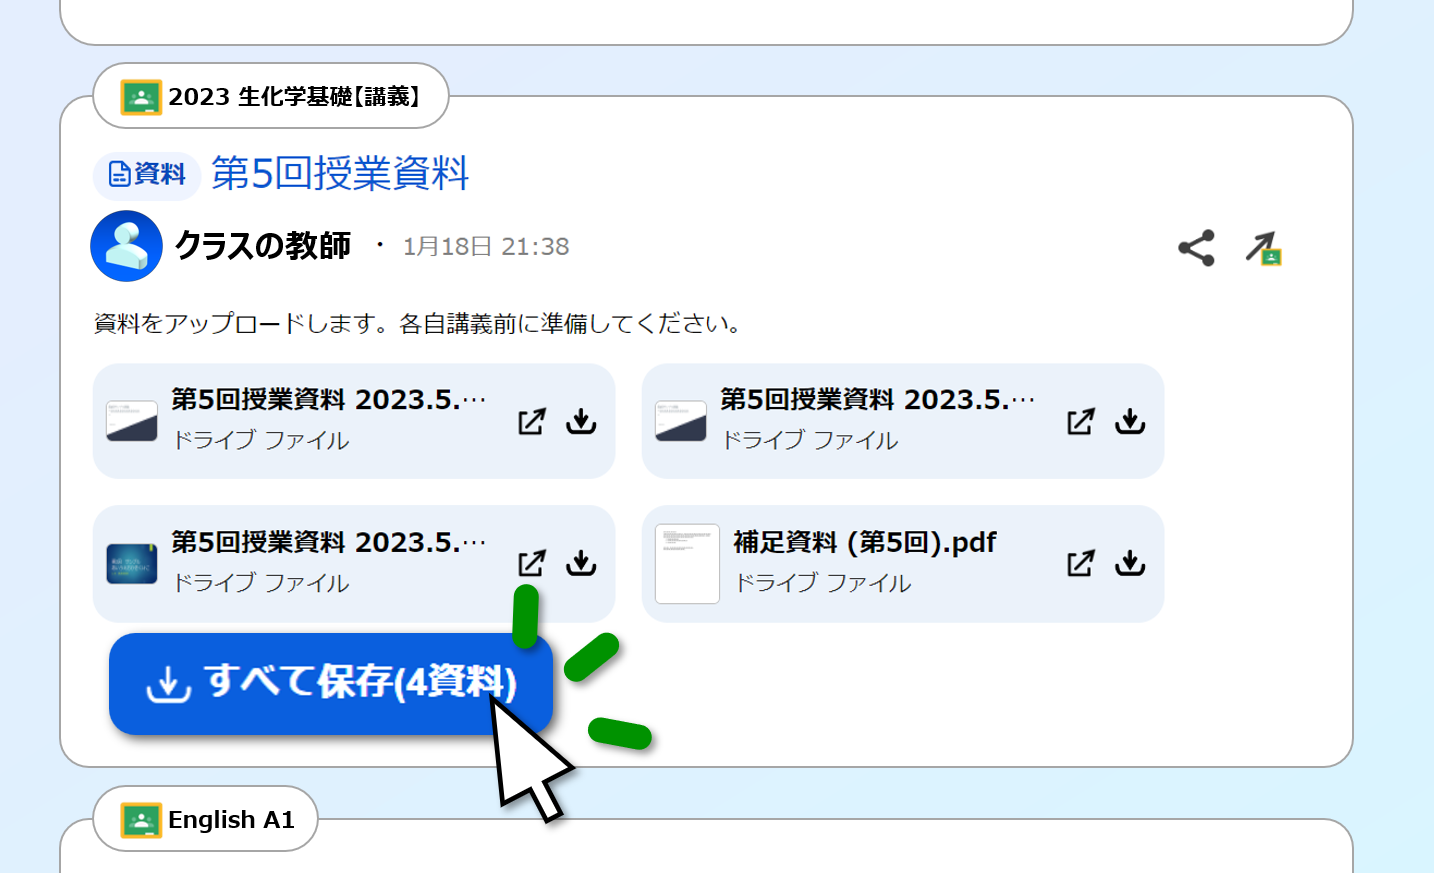 2023 生化学基礎【講義】
資料 第5回授業資料
クラスの教師 ・ 1月18日 21:38
資料をアップロードします。各自講義前に準備してください。
第5回授業資料 2023.5.…
ドライブ ファイル
第5回授業資料 2023.5.…
ドライブ ファイル
第5回授業資料 2023.5.…
ドライブ ファイル
補足資料 (第5回).pdf
ドライブ ファイル
すべて保存(4資料)
English A1